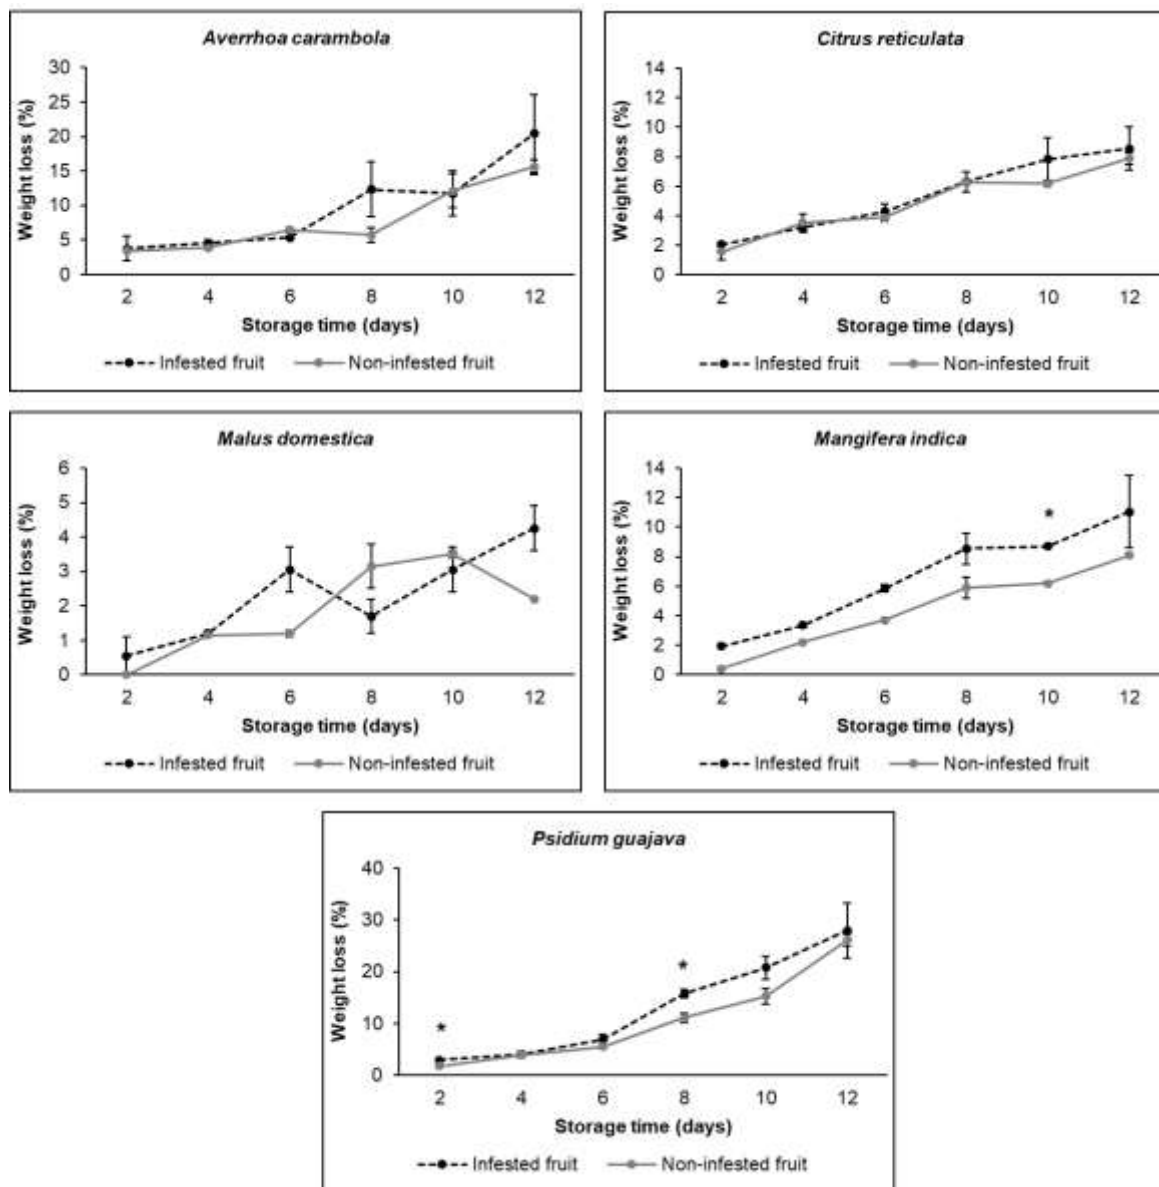 Averrhoa carambola
Weight loss (%)
30
25
20
15
10
5
0
2 4 6 8 10 12
Storage time (days)
Infested fruit Non-infested fruit
Citrus reticulata
Weight loss (%)
14
12
10
8
6
4
2
0
2 4 6 8 10 12
Storage time (days)
Infested fruit Non-infested fruit
Malus domestica
Weight loss (%)
6
5
4
3
2
1
0
2 4 6 8 10 12
Storage time (days)
Infested fruit Non-infested fruit
Mangifera indica
Weight loss (%)
14
12
10
8
6
4
2
0
*
2 4 6 8 10 12
Storage time (days)
Infested fruit Non-infested fruit
Psidium guajava
Weight loss (%)
40
30
20
10
0
* *
2 4 6 8 10 12
Storage time (days)
Infested fruit Non-infested fruit